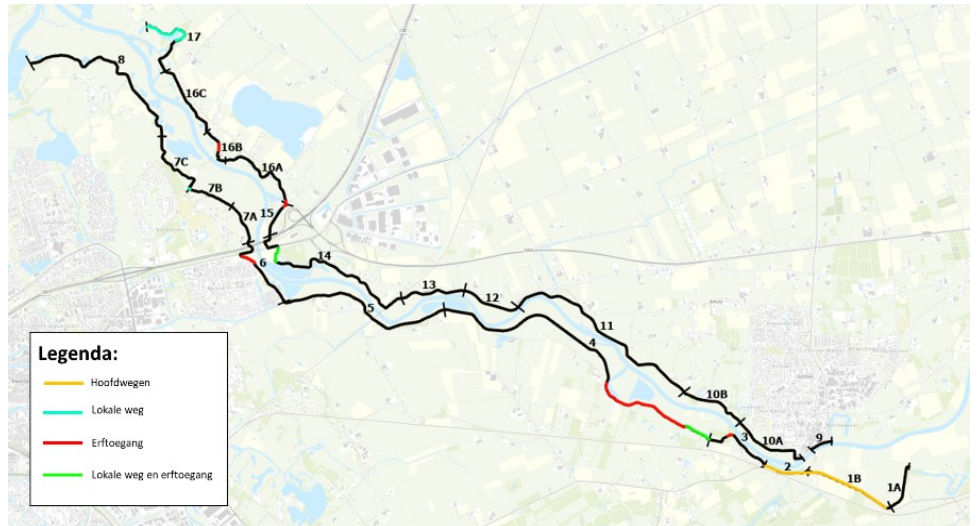 17
8
16C
16B
7C
16A
7B
7A
15
6
14
13
12
5
11
4
10B
3
10A
9
2
1B
1A
Legenda:
Hoofdwegen
Lokale weg
Erftoegang
Lokale weg en erftoegang